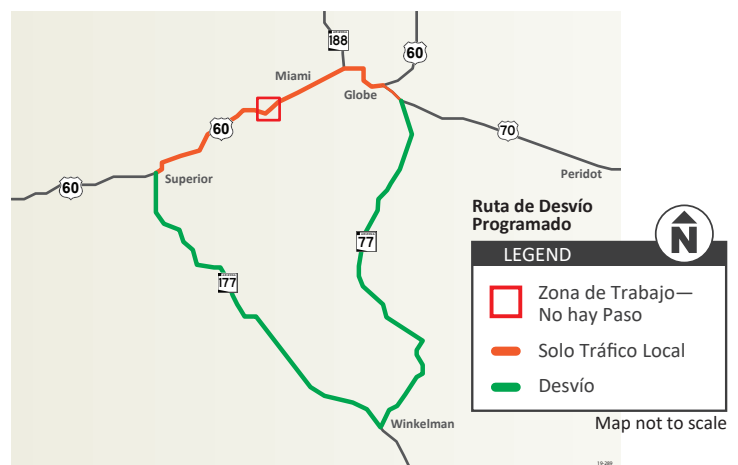 188
60
Miami
Globe
60
70
60
Superior
Peridot
77
177
Winkelman
Ruta de Desvío
Programado
N
LEGEND
Zona de Trabajo—
No hay Paso
Solo Tráfico Local
Desvío
Map not to scale
19-289